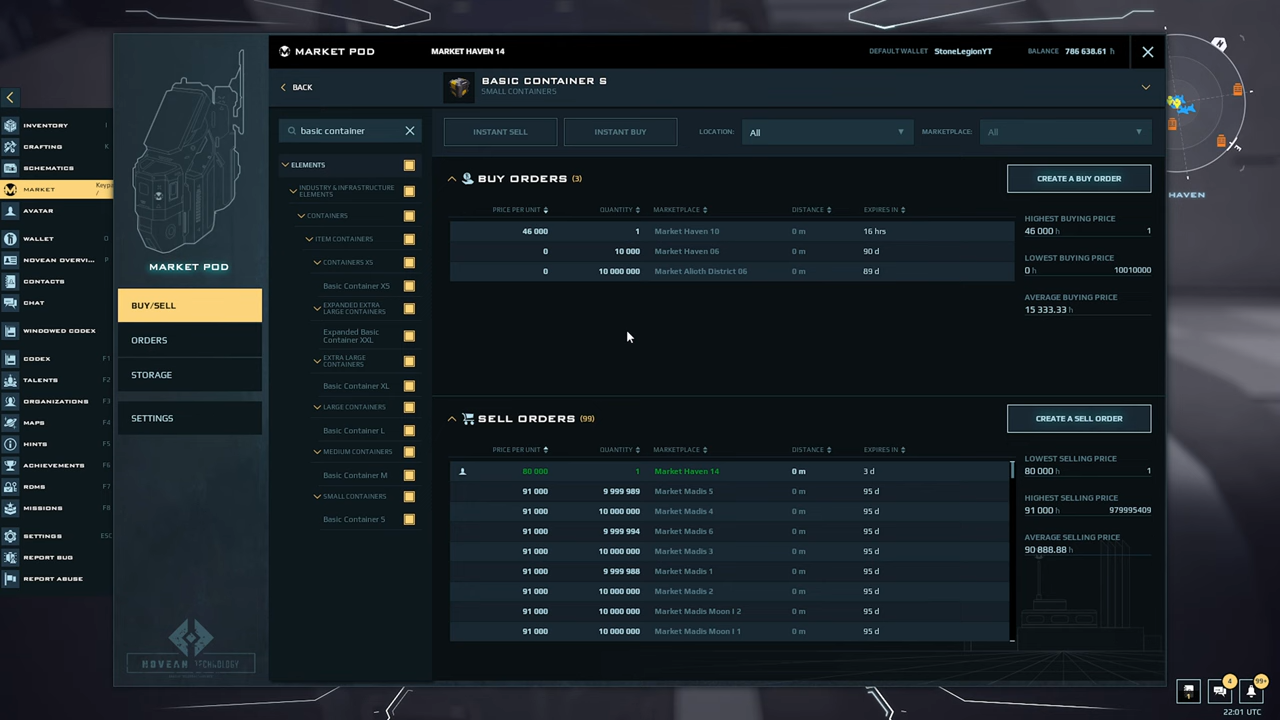 MARKET POD
MARKET HAVEN 14
DEFAULT WALLET StoneLegionYT
BALANCE 786 638.61 ħ
BACK
BASIC CONTAINER S
SMALL CONTAINERS
INVENTORY I
CRAFTING K
SCHEMATICS
MARKET
AVATAR
WALLET O
NOVEAN OVERVI... P
CONTACTS
CHAT
WINDOWED CODEX
CODEX F1
TALENTS F2
ORGANIZATIONS F3
MAPS F4
HINTS F5
ACHIEVEMENTS F6
RDMS F7
MISSIONS F8
SETTINGS ESC
REPORT BUG
REPORT ABUSE
MARKET POD
BUY/SELL
ORDERS
STORAGE
SETTINGS
NOVEAN TECHNOLOGY
basic container
ELEMENTS
INDUSTRY & INFRASTRUCTURE
ELEMENTS
CONTAINERS
ITEM CONTAINERS
CONTAINERS XS
Basic Container XS
EXPANDED EXTRA
LARGE CONTAINERS
Expanded Basic
Container XXL
EXTRA LARGE
CONTAINERS
Basic Container XL
LARGE CONTAINERS
Basic Container L
MEDIUM CONTAINERS
Basic Container M
SMALL CONTAINERS
Basic Container S
INSTANT SELL
INSTANT BUY
LOCATION: All
MARKETPLACE: All
BUY ORDERS (3)
CREATE A BUY ORDER
PRICE PER UNIT QUANTITY MARKETPLACE DISTANCE EXPIRES IN
46 000 1 Market Haven 10 0 m 16 hrs
0 10 000 Market Haven 06 0 m 90 d
0 10 000 000 Market Alioth District 06 0 m 89 d
HIGHEST BUYING PRICE
46 000 ħ 1
LOWEST BUYING PRICE
0 ħ 10010000
AVERAGE BUYING PRICE
15 333.33 ħ
SELL ORDERS (99)
CREATE A SELL ORDER
PRICE PER UNIT QUANTITY MARKETPLACE DISTANCE EXPIRES IN
80 000 1 Market Haven 14 0 m 3 d
91 000 9 999 989 Market Madis 5 0 m 95 d
91 000 10 000 000 Market Madis 4 0 m 95 d
91 000 9 999 994 Market Madis 6 0 m 95 d
91 000 10 000 000 Market Madis 3 0 m 95 d
91 000 9 999 988 Market Madis 1 0 m 95 d
91 000 10 000 000 Market Madis 2 0 m 95 d
91 000 10 000 000 Market Madis Moon I 2 0 m 95 d
91 000 10 000 000 Market Madis Moon I 1 0 m 95 d
LOWEST SELLING PRICE
80 000 ħ 1
HIGHEST SELLING PRICE
91 000 ħ 979995409
AVERAGE SELLING PRICE
90 888.88 ħ
N
HAVEN
1
4
99+
22:01 UTC